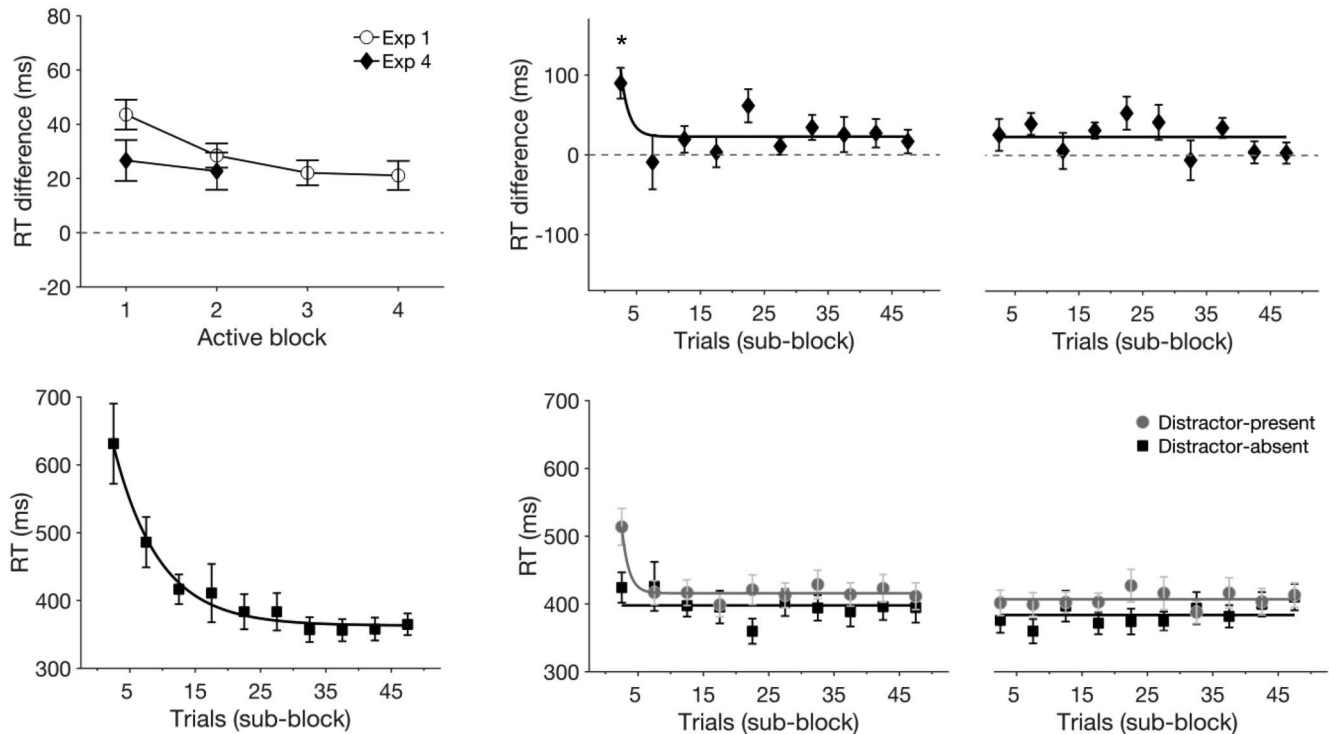 80
60
40
20
0
-20
RT difference (ms)
Exp 1
Exp 4
1 2 3 4
Active block
*
100
0
-100
RT difference (ms)
5 15 25 35 45
Trials (sub-block)
5 15 25 35 45
Trials (sub-block)
700
600
500
400
300
RT (ms)
5 15 25 35 45
Trials (sub-block)
700
600
500
400
300
RT (ms)
5 15 25 35 45
Trials (sub-block)
Distractor-present
Distractor-absent
5 15 25 35 45
Trials (sub-block)